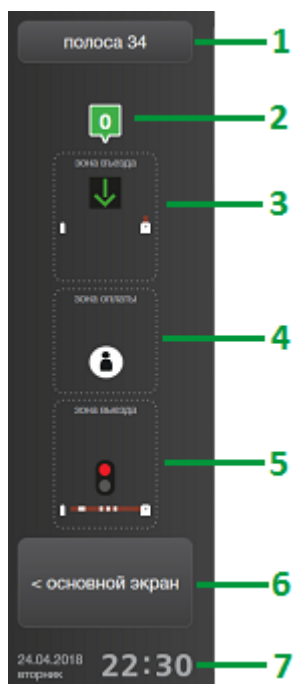 полоса 34
1
0
2
зона въезда
3
зона оплаты
4
зона выезда
5
< основной экран
6
24.04.2018
вторник
22:30
7